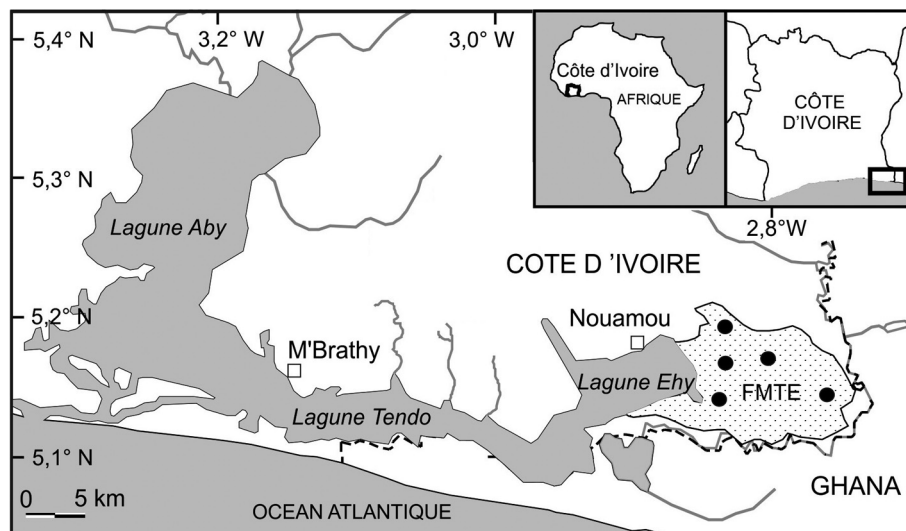 5,4° N
3,2° W
3,0° W
Côte d'Ivoire
AFRIQUE
CÔTE
D'IVOIRE
5,3° N
2,8°W
Lagune Aby
COTE D 'IVOIRE
5,2° N
Nouamou
M'Brathy
Lagune Ehy
FMTE
Lagune Tendo
5,1° N
GHANA
0 5 km
OCEAN ATLANTIQUE